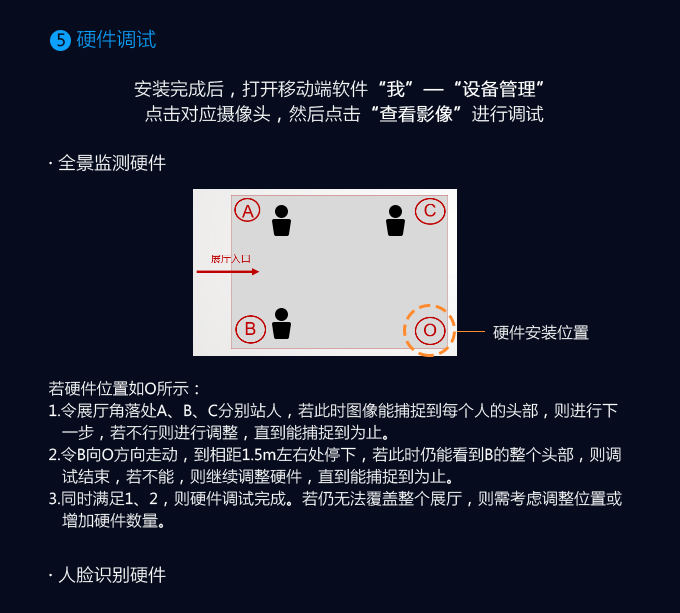 5 硬件调试
安装完成后，打开移动端软件“我”—“设备管理”
点击对应摄像头，然后点击“查看影像”进行调试
· 全景监测硬件
A
C
展厅入口
B
O
硬件安装位置
若硬件位置如O所示：
1.令展厅角落处A、B、C分别站人，若此时图像能捕捉到每个人的头部，则进行下
一步，若不行则进行调整，直到能捕捉到为止。
2.令B向O方向走动，到相距1.5m左右处停下，若此时仍能看到B的整个头部，则调
试结束，若不能，则继续调整硬件，直到能捕捉到为止。
3.同时满足1、2，则硬件调试完成。若仍无法覆盖整个展厅，则需考虑调整位置或
增加硬件数量。
· 人脸识别硬件